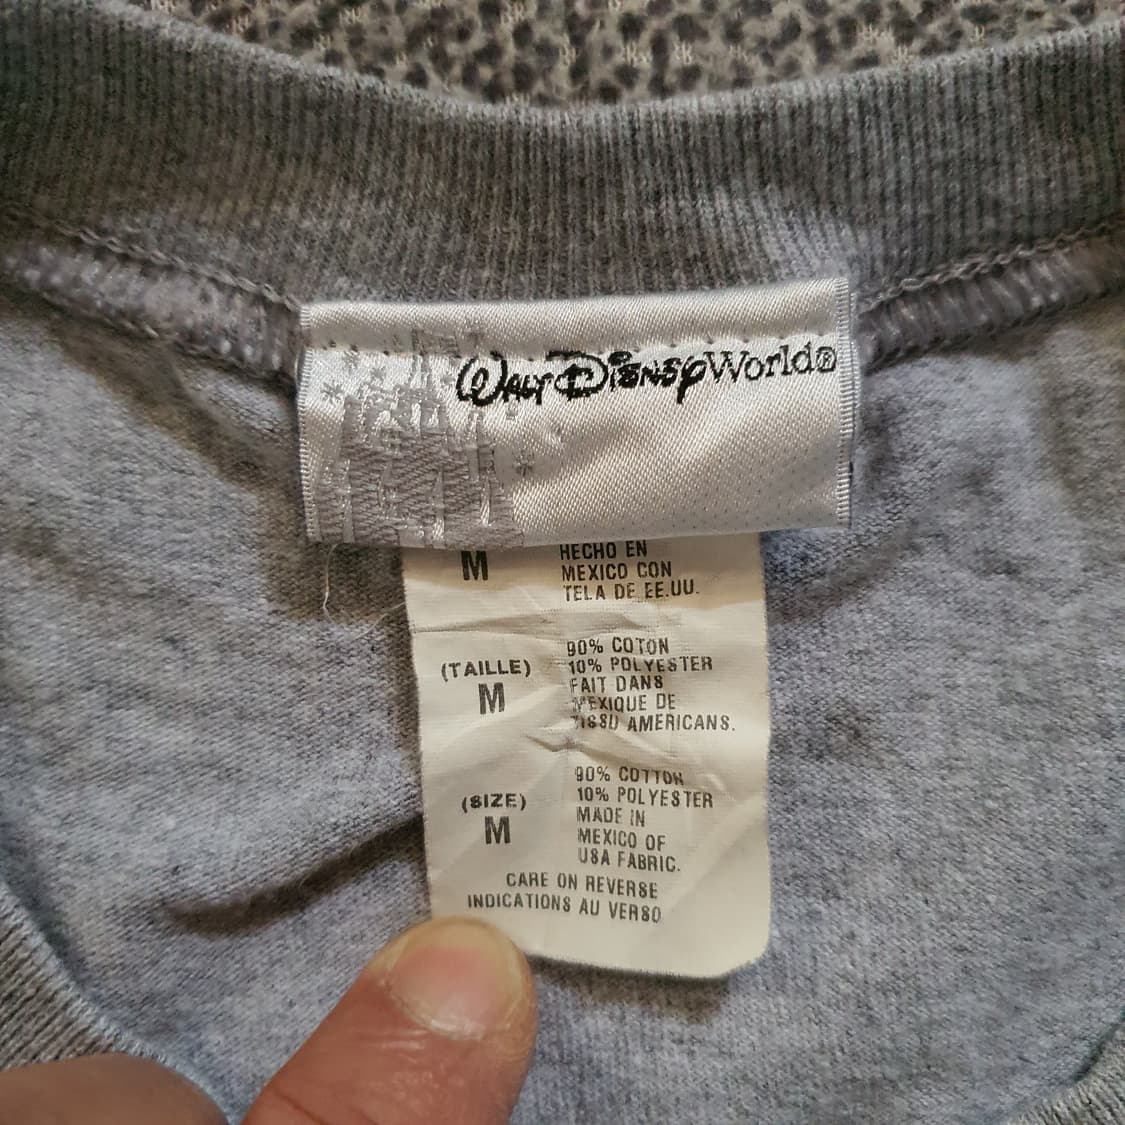 Walt Disney World®
M
HECHO EN
MEXICO CON
TELA DE EE.UU.
(TAILLE)
M
90% COTON
10% POLYESTER
FAIT DANS
MEXIQUE DE
TISSU AMERICANS.
(SIZE)
M
90% COTTON
10% POLYESTER
MADE IN
MEXICO OF
USA FABRIC.
CARE ON REVERSE
INDICATIONS AU VERSO